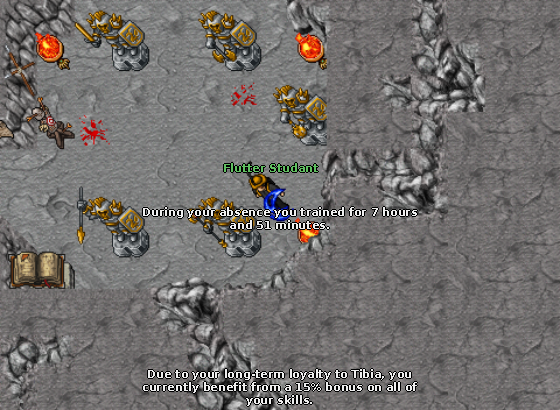 Flutter Studant
During your absence you trained for 7 hours
and 51 minutes.
Due to your long-term loyalty to Tibia, you
currently benefit from a 15% bonus on all of
your skills.